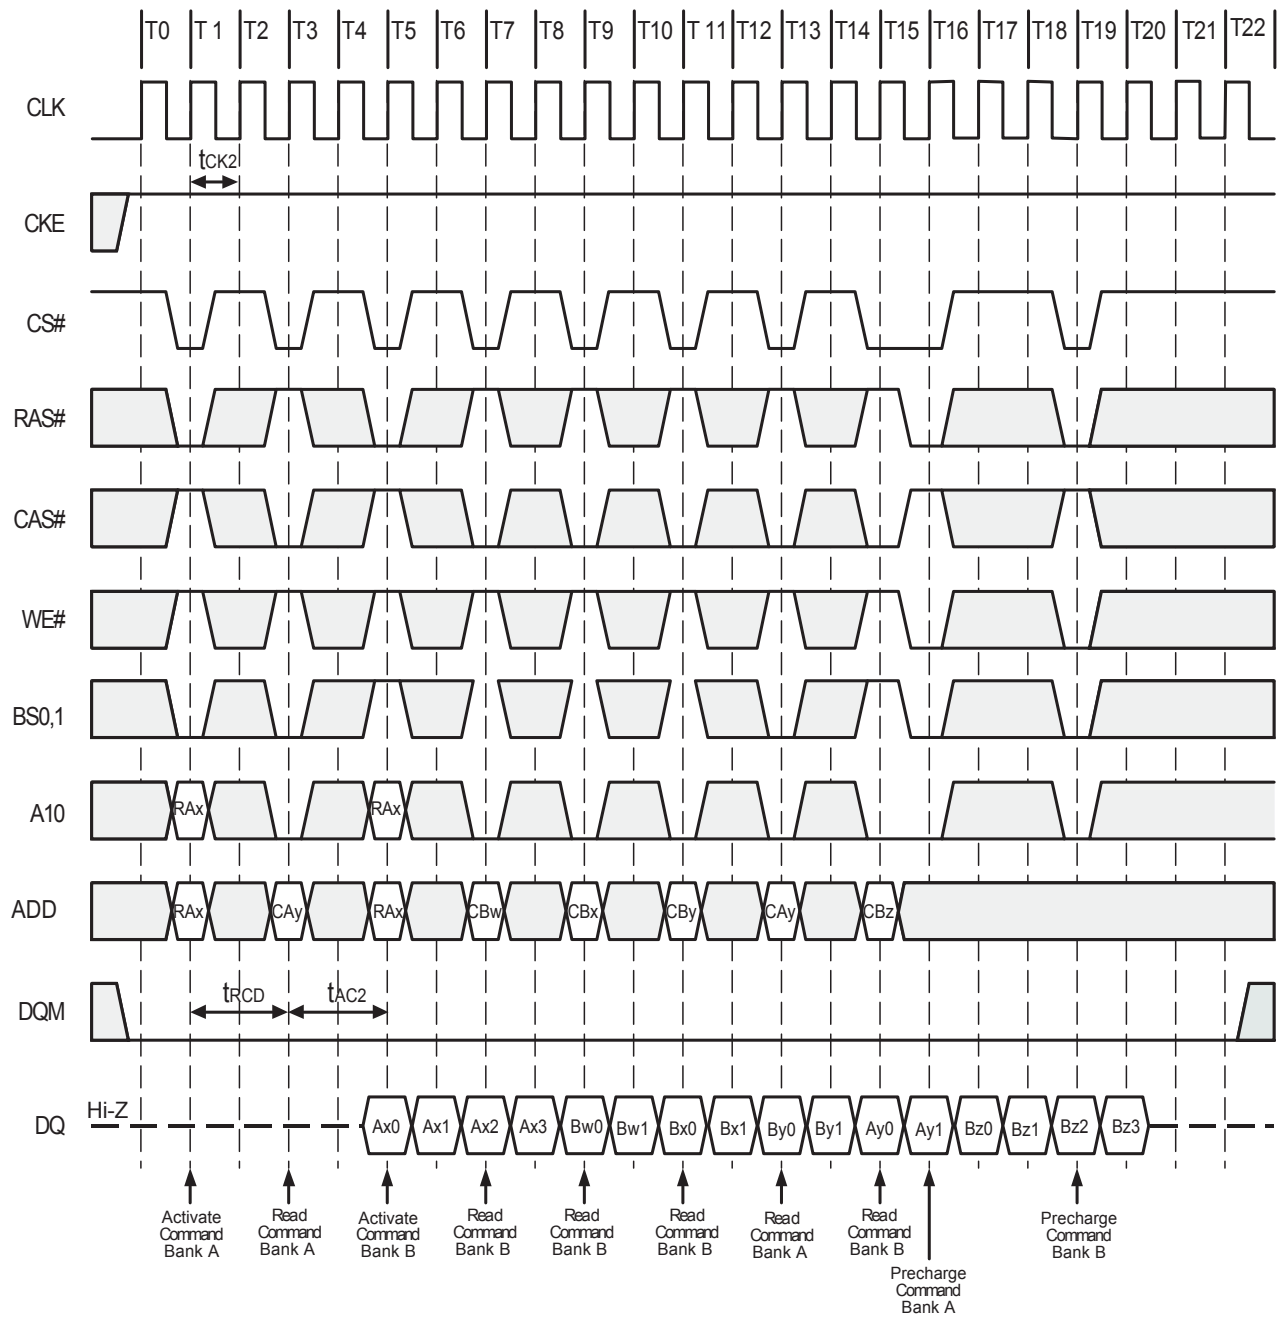 T0 T 1 T2 T3 T4 T5 T6 T7 T8 T9 T10 T 11 T12 T13 T14 T15 T16 T17 T18 T19 T20 T21 T22
CLK
tCK2
CKE
CS#
RAS#
CAS#
WE#
BS0,1
A10 RAx RAx
ADD RAx CAy RAx CBw CBx CBy CAy CBz
DQM tRCD tAC2
Hi-Z
DQ Ax0 Ax1 Ax2 Ax3 Bw0 Bw1 Bx0 Bx1 By0 By1 Ay0 Ay1 Bz0 Bz1 Bz2 Bz3
Activate
Command
Bank A
Read
Command
Bank A
Activate
Command
Bank B
Read
Command
Bank B
Read
Command
Bank B
Read
Command
Bank B
Read
Command
Bank A
Read
Command
Bank B
Precharge
Command
Bank A
Precharge
Command
Bank B